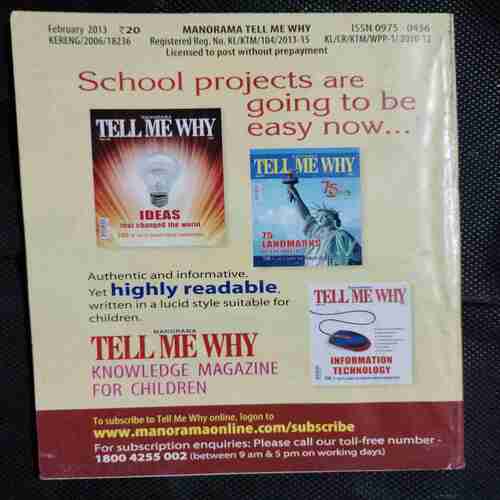 February 2013 ₹20 MANORAMA TELL ME WHY ISSN 0975 - 0456
KERENG/2006/18236 Registered Reg. No. KL/KTM/104/2013-15 KL/CR/KTM/WPP-1/2010-12
Licensed to post without prepayment
School projects are
going to be
easy now...
MANORAMA
TELL ME WHY
IDEAS
that changed the world
TELL ME WHY
75
75
LANDMARKS
TELL ME WHY
INFORMATION
TECHNOLOGY
Authentic and informative.
Yet highly readable,
written in a lucid style suitable for
children.
MANORAMA
TELL ME WHY
KNOWLEDGE MAGAZINE
FOR CHILDREN
To subscribe to Tell Me Why online, logon to
www.manoramaonline.com/subscribe
For subscription enquiries: Please call our toll-free number -
1800 4255 002 (between 9 am & 5 pm on working days)